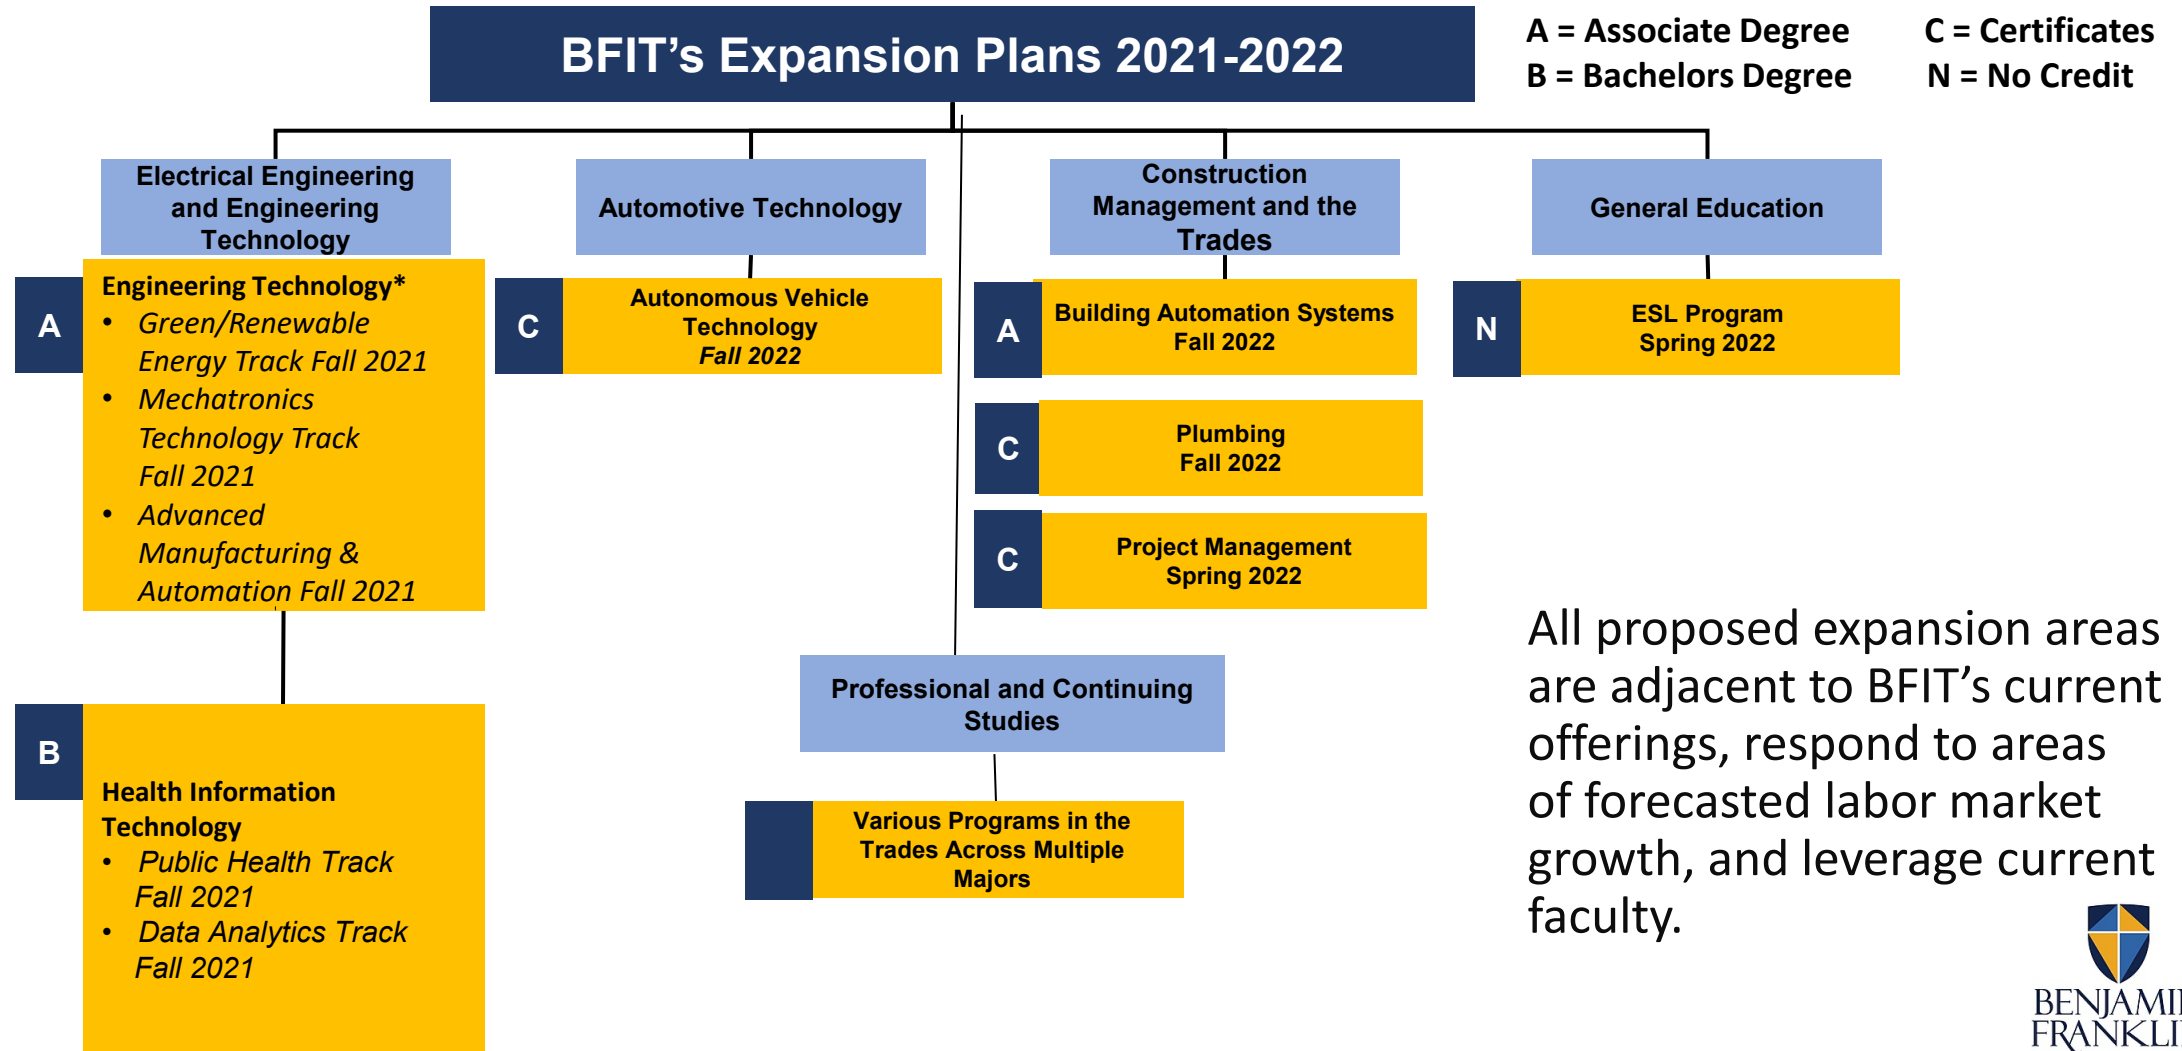 BFIT’s Expansion Plans 2021-2022
A = Associate Degree
C = Certificates
B = Bachelors Degree
N = No Credit
Electrical Engineering
and Engineering
Technology
A
Engineering Technology*
• Green/Renewable
Energy Track Fall 2021
• Mechatronics
Technology Track
Fall 2021
• Advanced
Manufacturing &
Automation Fall 2021
B
Health Information
Technology
• Public Health Track
Fall 2021
• Data Analytics Track
Fall 2021
Automotive Technology
C
Autonomous Vehicle
Technology
Fall 2022
Construction
Management and the
Trades
A
Building Automation Systems
Fall 2022
C
Plumbing
Fall 2022
C
Project Management
Spring 2022
General Education
N
ESL Program
Spring 2022
Professional and Continuing
Studies
Various Programs in the
Trades Across Multiple
Majors
All proposed expansion areas
are adjacent to BFIT’s current
offerings, respond to areas
of forecasted labor market
growth, and leverage current
faculty.